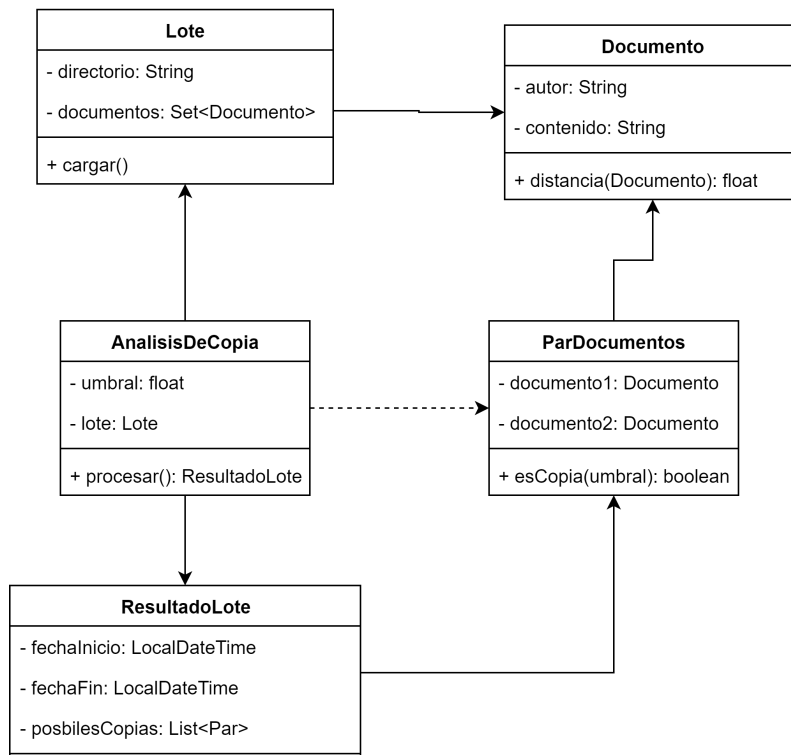 Lote
- directorio: String
- documentos: Set<Documento>
+ cargar()
Documento
- autor: String
- contenido: String
+ distancia(Documento): float
AnalisisDeCopia
- umbral: float
- lote: Lote
+ procesar(): ResultadoLote
ParDocumentos
- documento1: Documento
- documento2: Documento
+ esCopia(umbral): boolean
ResultadoLote
- fechaInicio: LocalDateTime
- fechaFin: LocalDateTime
- posbilesCopias: List<Par>